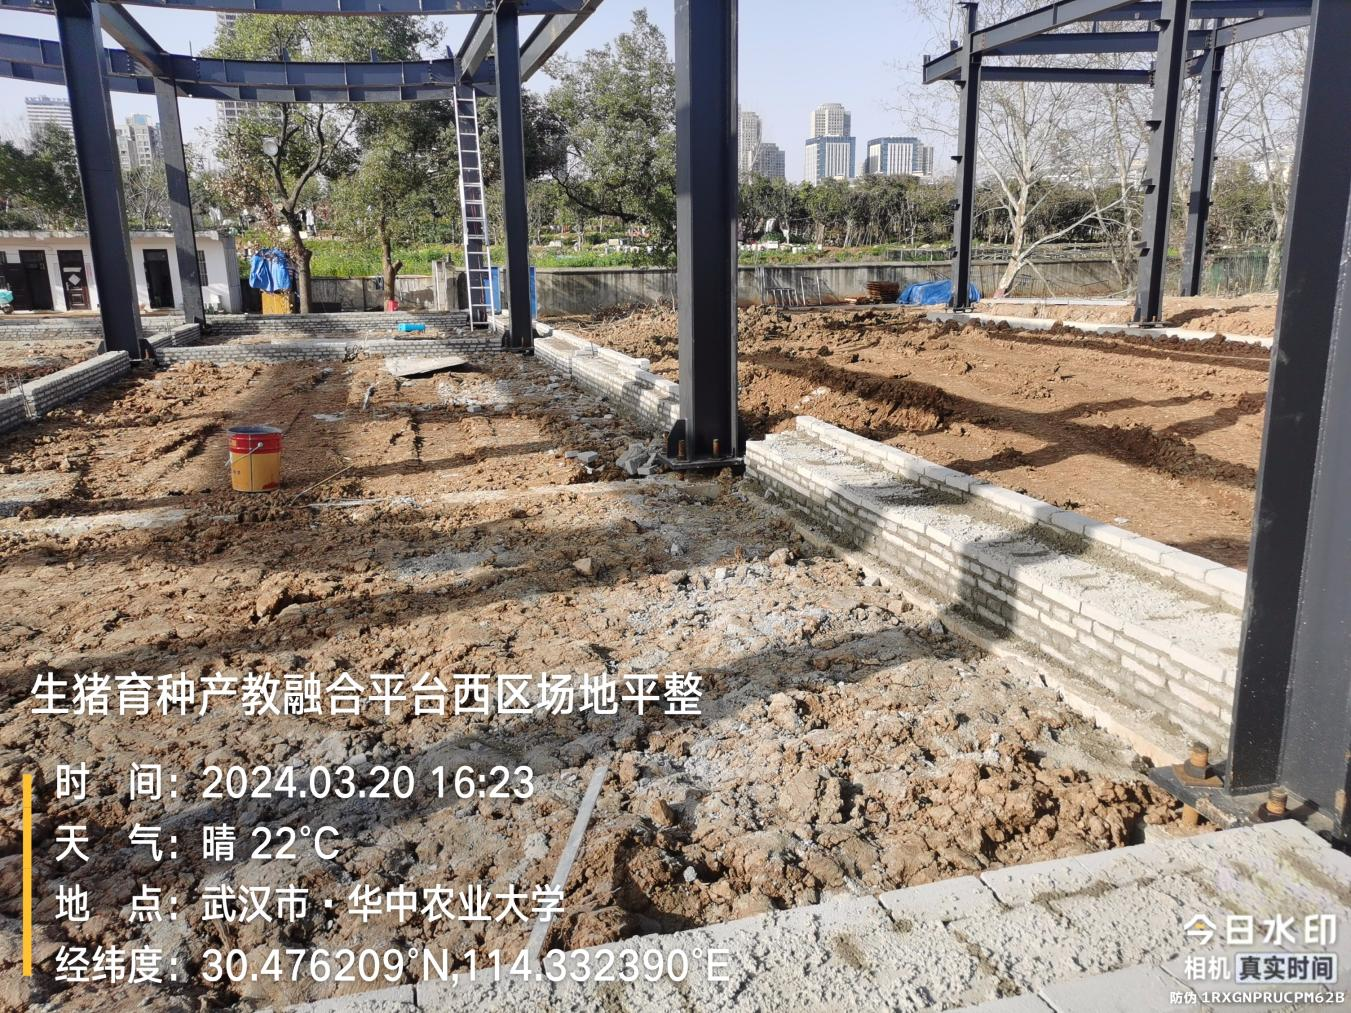 生猪育种产教融合平台西区场地平整
时 间：2024.03.20 16:23
天 气：晴 22℃
地 点：武汉市·华中农业大学
经纬度：30.476209°N,114.332390°E
今日水印
相机 真实时间
防伪 1RXGNPRUCPM62B